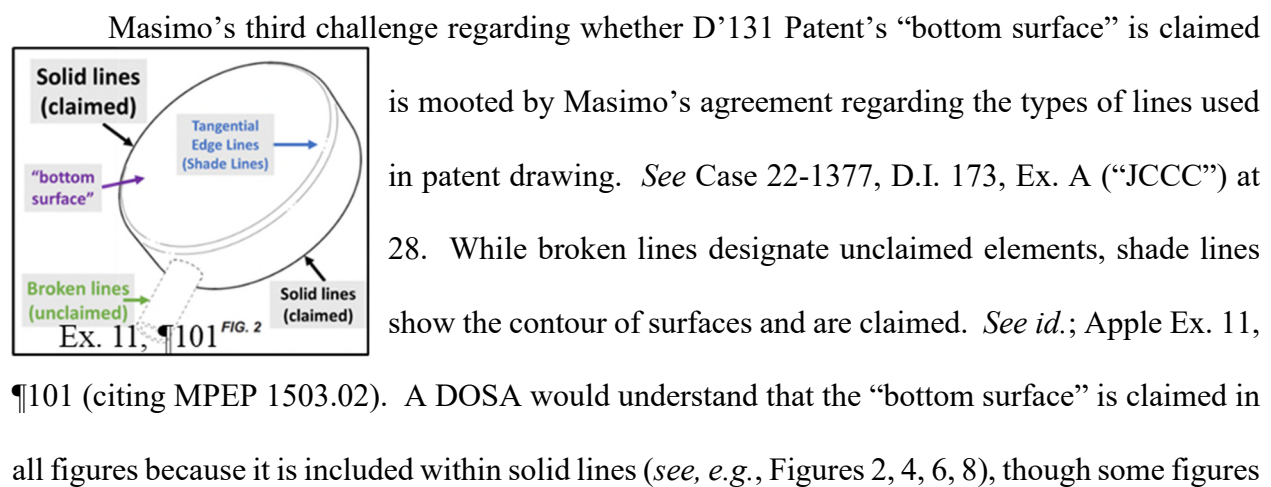 Masimo’s third challenge regarding whether D’131 Patent’s “bottom surface” is claimed
Solid lines
(claimed)
Tangential
Edge Lines
(Shade Lines)
“bottom
surface”
Broken lines
(unclaimed)
Solid lines
(claimed)
Ex. 11, ¶101
FIG. 2
is mooted by Masimo’s agreement regarding the types of lines used
in patent drawing.  See Case 22-1377, D.I. 173, Ex. A (“JCCC”) at
28.  While broken lines designate unclaimed elements, shade lines
show the contour of surfaces and are claimed.  See id.; Apple Ex. 11,
¶101 (citing MPEP 1503.02).  A DOSA would understand that the “bottom surface” is claimed in
all figures because it is included within solid lines (see, e.g., Figures 2, 4, 6, 8), though some figures